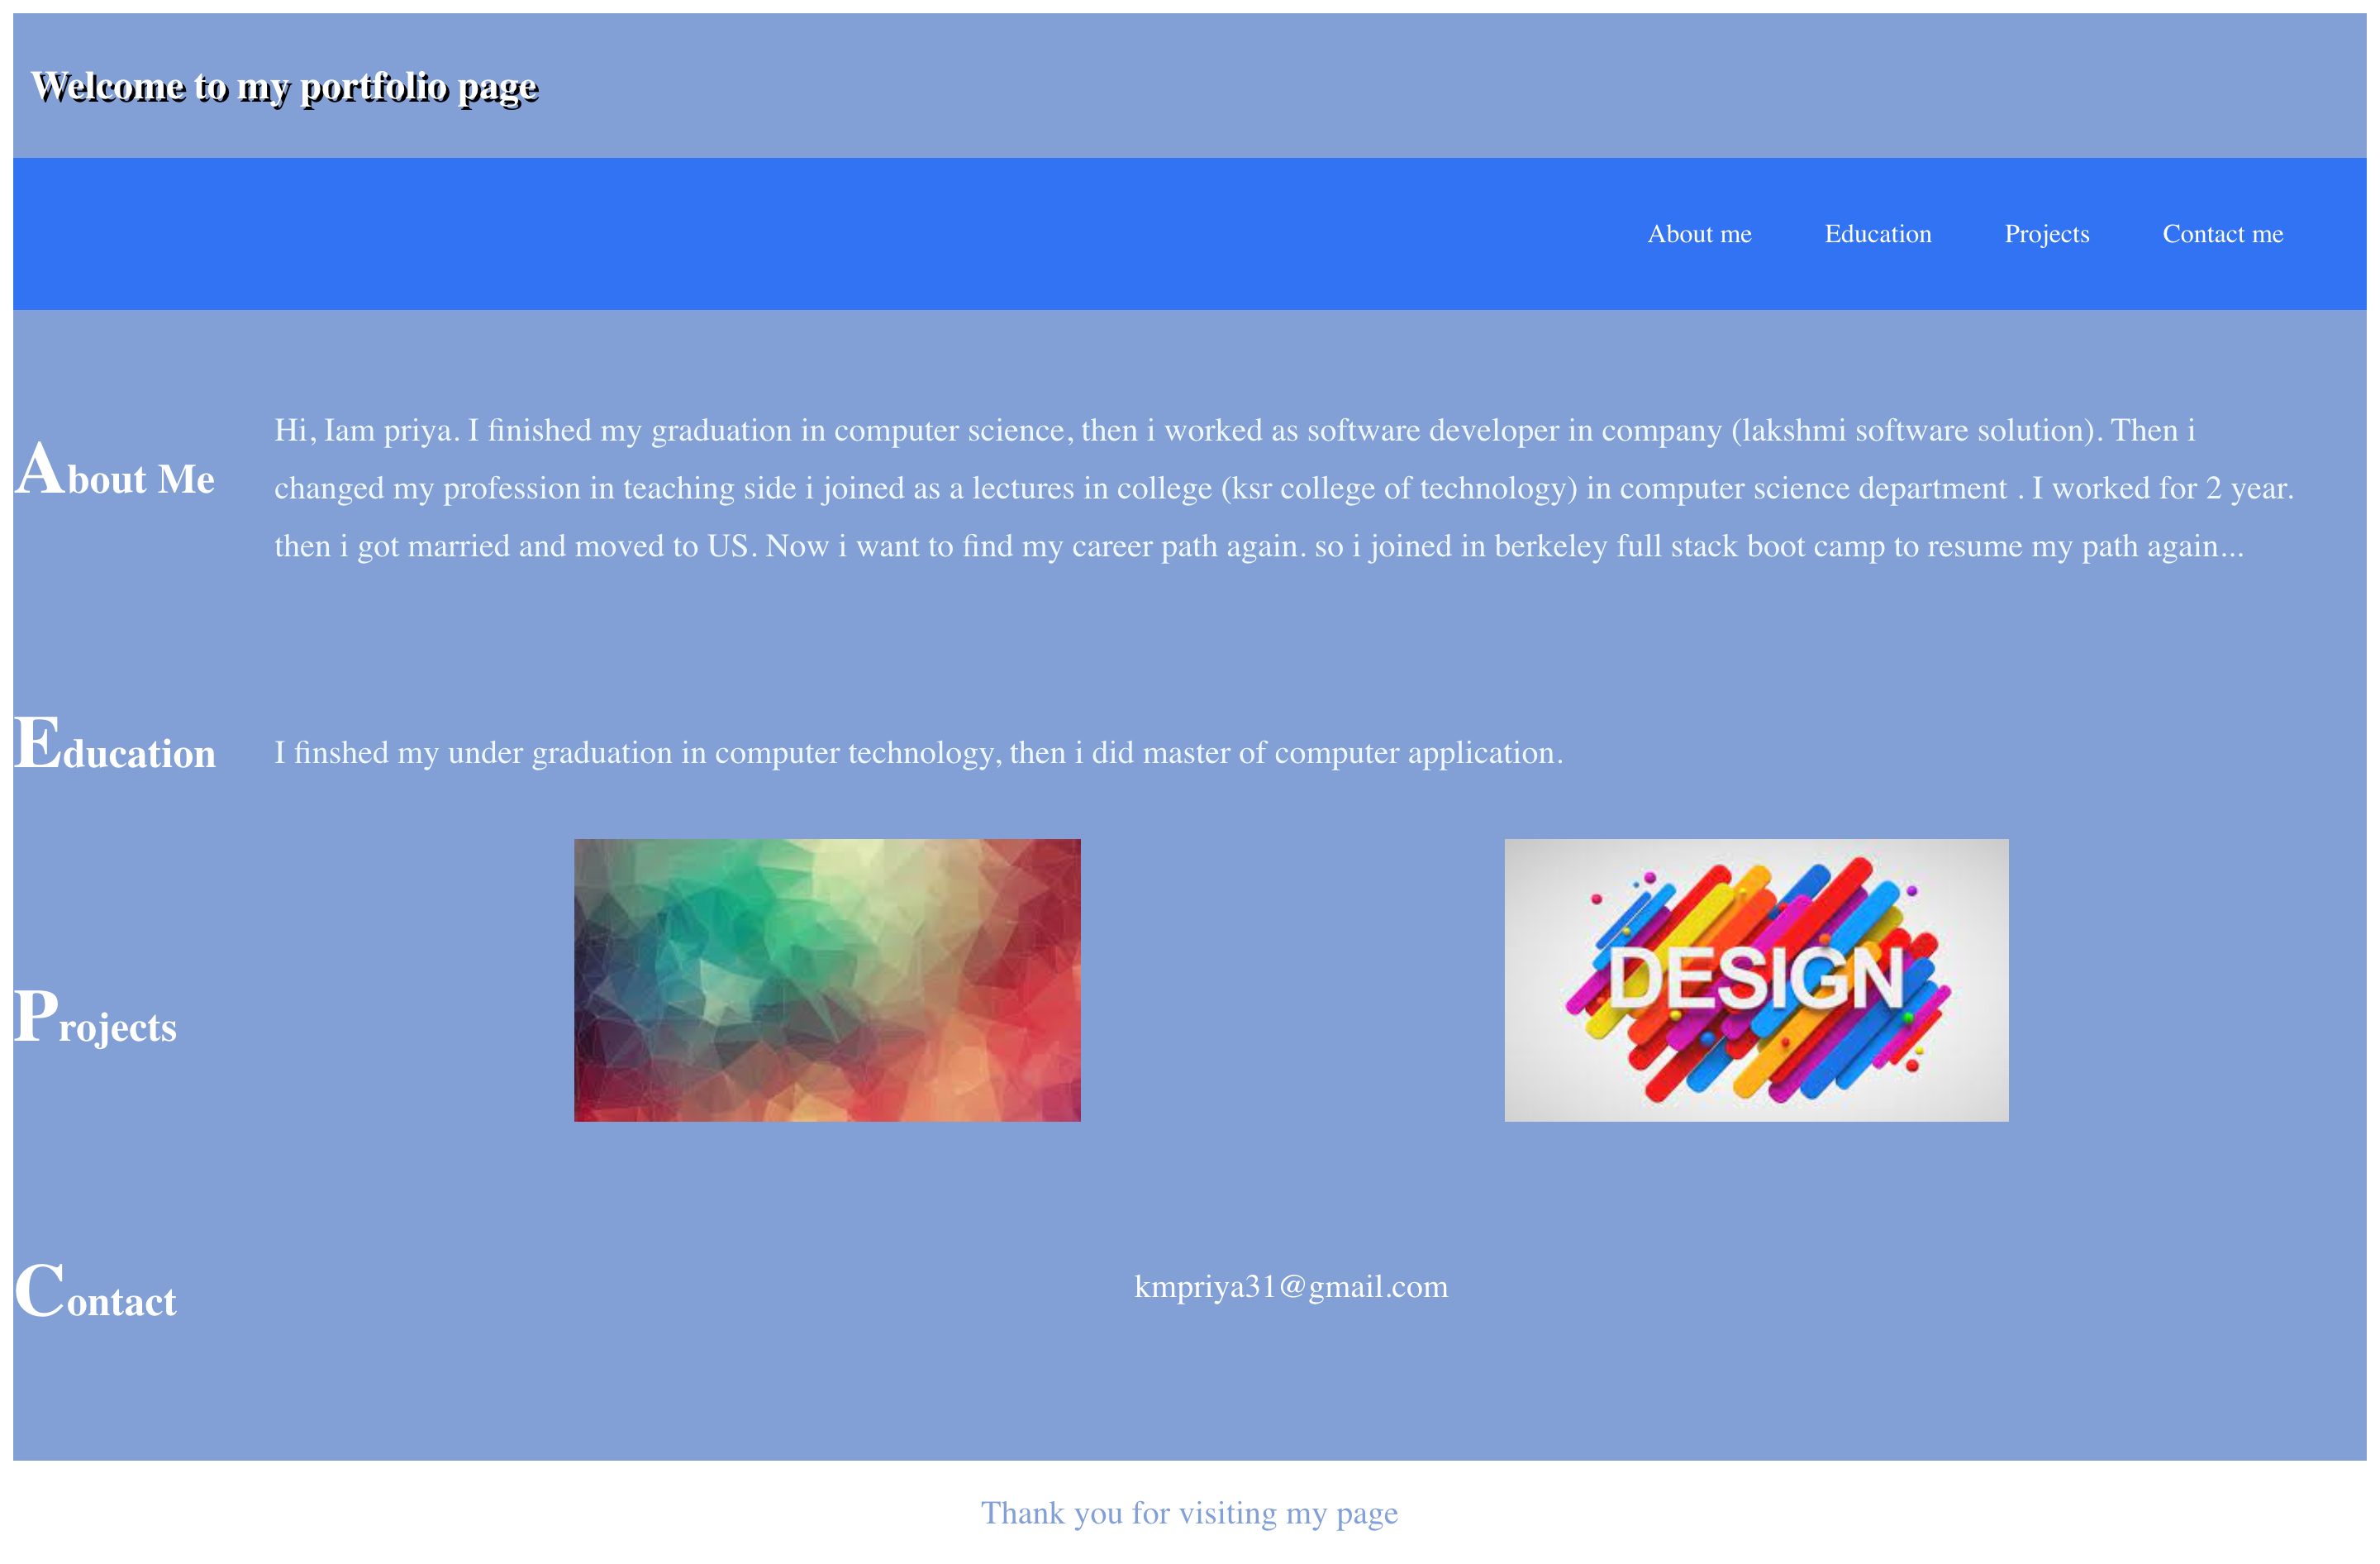 Welcome to my portfolio page
About me Education Projects Contact me
About Me
Hi, Iam priya. I finished my graduation in computer science, then i worked as software developer in company (lakshmi software solution). Then i
changed my profession in teaching side i joined as a lectures in college (ksr college of technology) in computer science department . I worked for 2 year.
then i got married and moved to US. Now i want to find my career path again. so i joined in berkeley full stack boot camp to resume my path again...
Education
I finshed my under graduation in computer technology, then i did master of computer application.
Projects
DESIGN
Contact
kmpriya31@gmail.com
Thank you for visiting my page